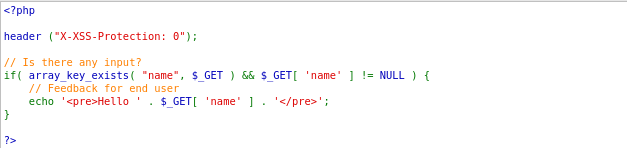 <?php

header ("X-XSS-Protection: 0");

// Is there any input?
if( array_key_exists( "name", $_GET ) && $_GET[ 'name' ] != NULL ) {
    // Feedback for end user
    echo '<pre>Hello ' . $_GET[ 'name' ] . '</pre>';
}

?>